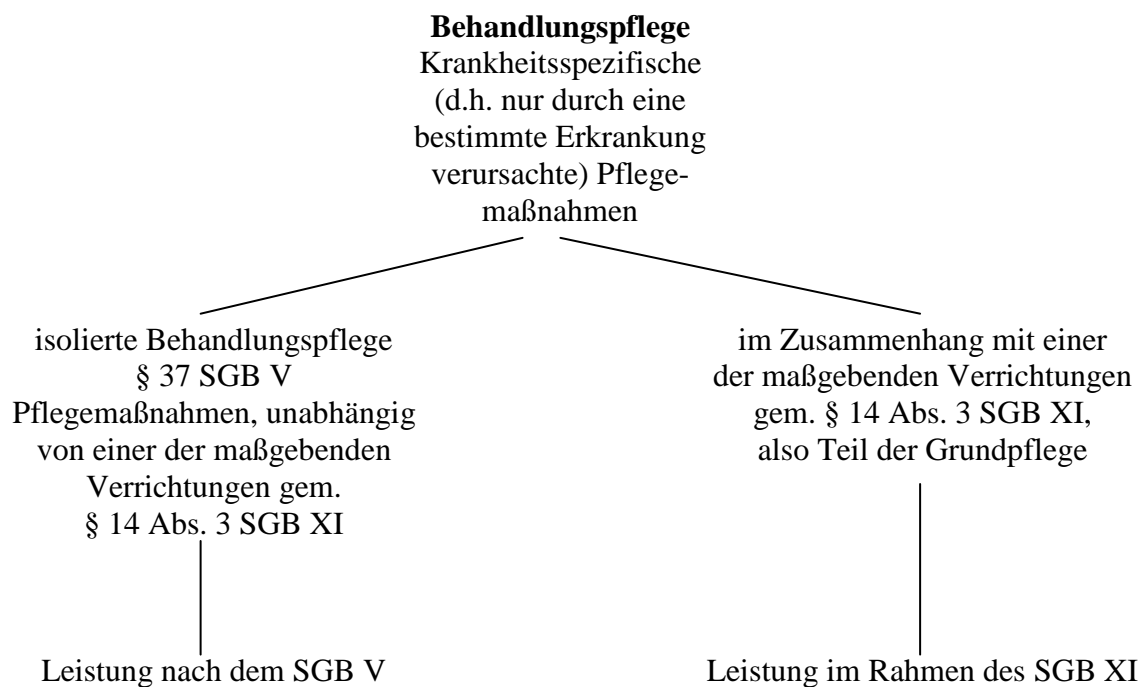 Behandlungspflege
Krankheitsspezifische
(d.h. nur durch eine
bestimmte Erkrankung
verursachte) Pflege-
maßnahmen
isolierte Behandlungspflege
§ 37 SGB V
Pflegemaßnahmen, unabhängig
von einer der maßgebenden
Verrichtungen gem.
§ 14 Abs. 3 SGB XI
im Zusammenhang mit einer
der maßgebenden Verrichtungen
gem. § 14 Abs. 3 SGB XI,
also Teil der Grundpflege
Leistung nach dem SGB V
Leistung im Rahmen des SGB XI